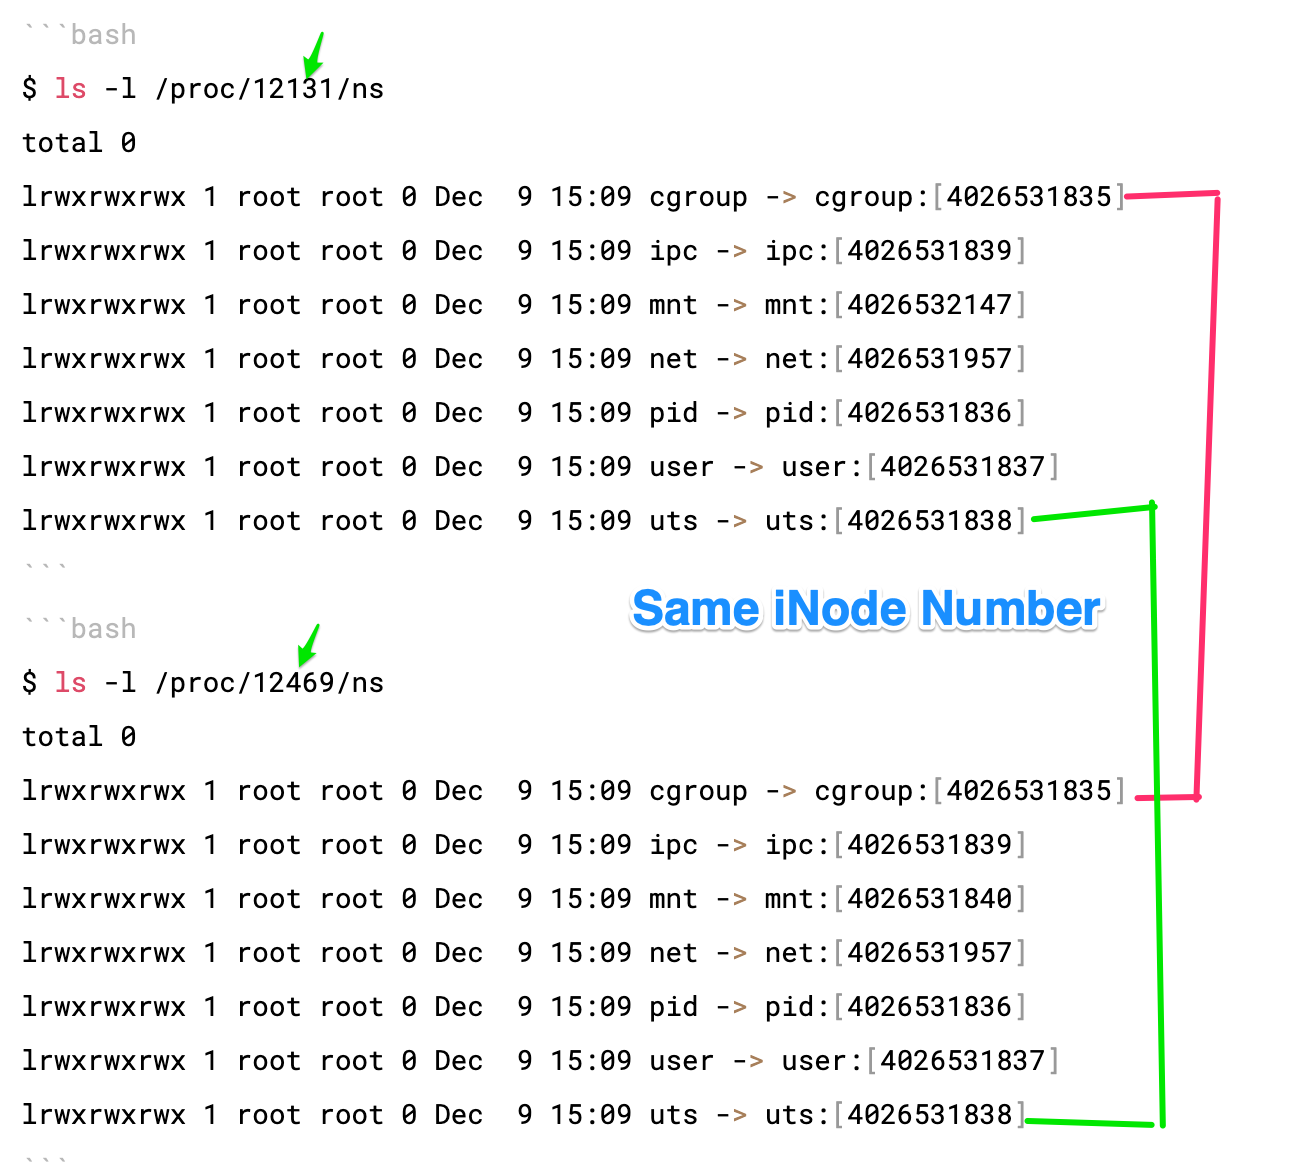 ```bash
$ ls -l /proc/12131/ns
total 0
lrwxrwxrwx 1 root root 0 Dec  9 15:09 cgroup -> cgroup:[4026531835]
lrwxrwxrwx 1 root root 0 Dec  9 15:09 ipc -> ipc:[4026531839]
lrwxrwxrwx 1 root root 0 Dec  9 15:09 mnt -> mnt:[4026532147]
lrwxrwxrwx 1 root root 0 Dec  9 15:09 net -> net:[4026531957]
lrwxrwxrwx 1 root root 0 Dec  9 15:09 pid -> pid:[4026531836]
lrwxrwxrwx 1 root root 0 Dec  9 15:09 user -> user:[4026531837]
lrwxrwxrwx 1 root root 0 Dec  9 15:09 uts -> uts:[4026531838]
```
Same iNode Number
```bash
$ ls -l /proc/12469/ns
total 0
lrwxrwxrwx 1 root root 0 Dec  9 15:09 cgroup -> cgroup:[4026531835]
lrwxrwxrwx 1 root root 0 Dec  9 15:09 ipc -> ipc:[4026531839]
lrwxrwxrwx 1 root root 0 Dec  9 15:09 mnt -> mnt:[4026531840]
lrwxrwxrwx 1 root root 0 Dec  9 15:09 net -> net:[4026531957]
lrwxrwxrwx 1 root root 0 Dec  9 15:09 pid -> pid:[4026531836]
lrwxrwxrwx 1 root root 0 Dec  9 15:09 user -> user:[4026531837]
lrwxrwxrwx 1 root root 0 Dec  9 15:09 uts -> uts:[4026531838]
```